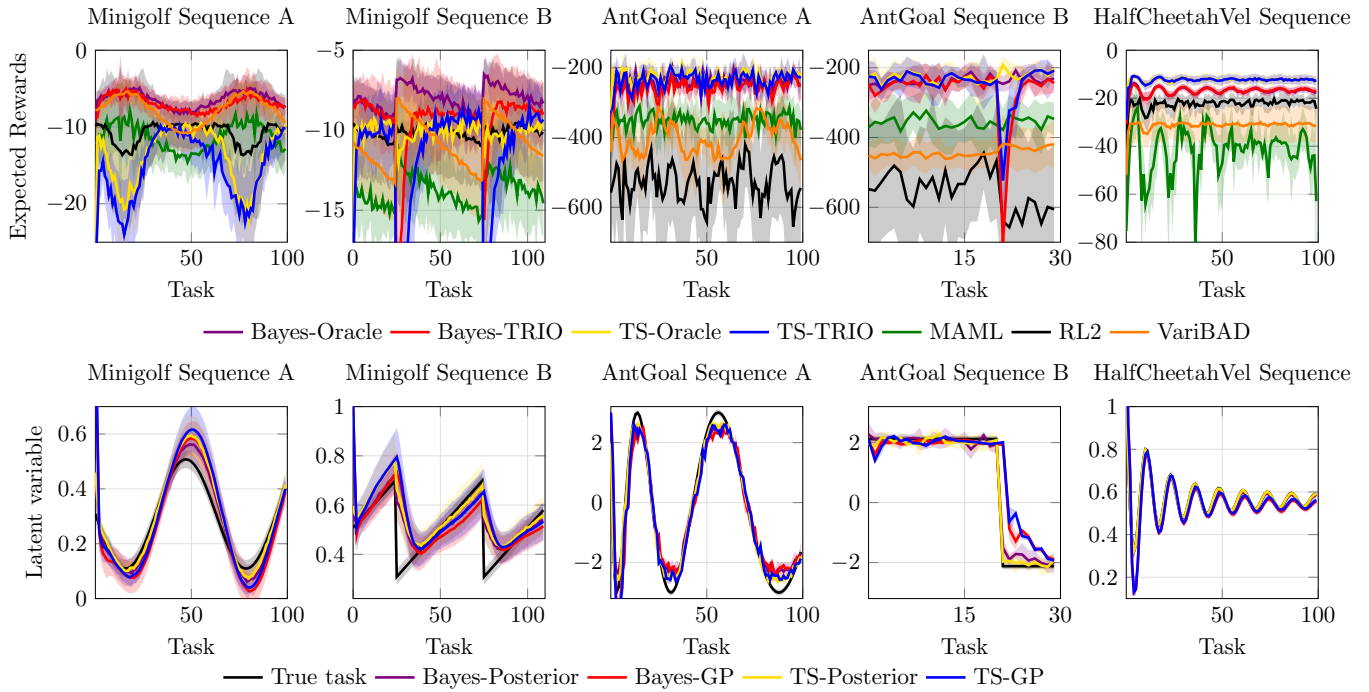 Minigolf Sequence A
Minigolf Sequence B
AntGoal Sequence A
AntGoal Sequence B
HalfCheetahVel Sequence
Expected Rewards
0
−10
−20
50
100
Task
−5
−10
−15
0
50
100
Task
−200
−400
−600
50
100
Task
−200
−400
−600
15
30
Task
0
−20
−40
−60
−80
50
100
Task
Bayes-Oracle
Bayes-TRIO
TS-Oracle
TS-TRIO
MAML
RL2
VariBAD
Minigolf Sequence A
Minigolf Sequence B
AntGoal Sequence A
AntGoal Sequence B
HalfCheetahVel Sequence
Latent variable
0.6
0.4
0.2
0
50
100
Task
1
0.8
0.6
0.4
0
50
100
Task
2
0
−2
50
100
Task
2
0
−2
15
30
Task
1
0.8
0.6
0.4
0.2
50
100
Task
True task
Bayes-Posterior
Bayes-GP
TS-Posterior
TS-GP